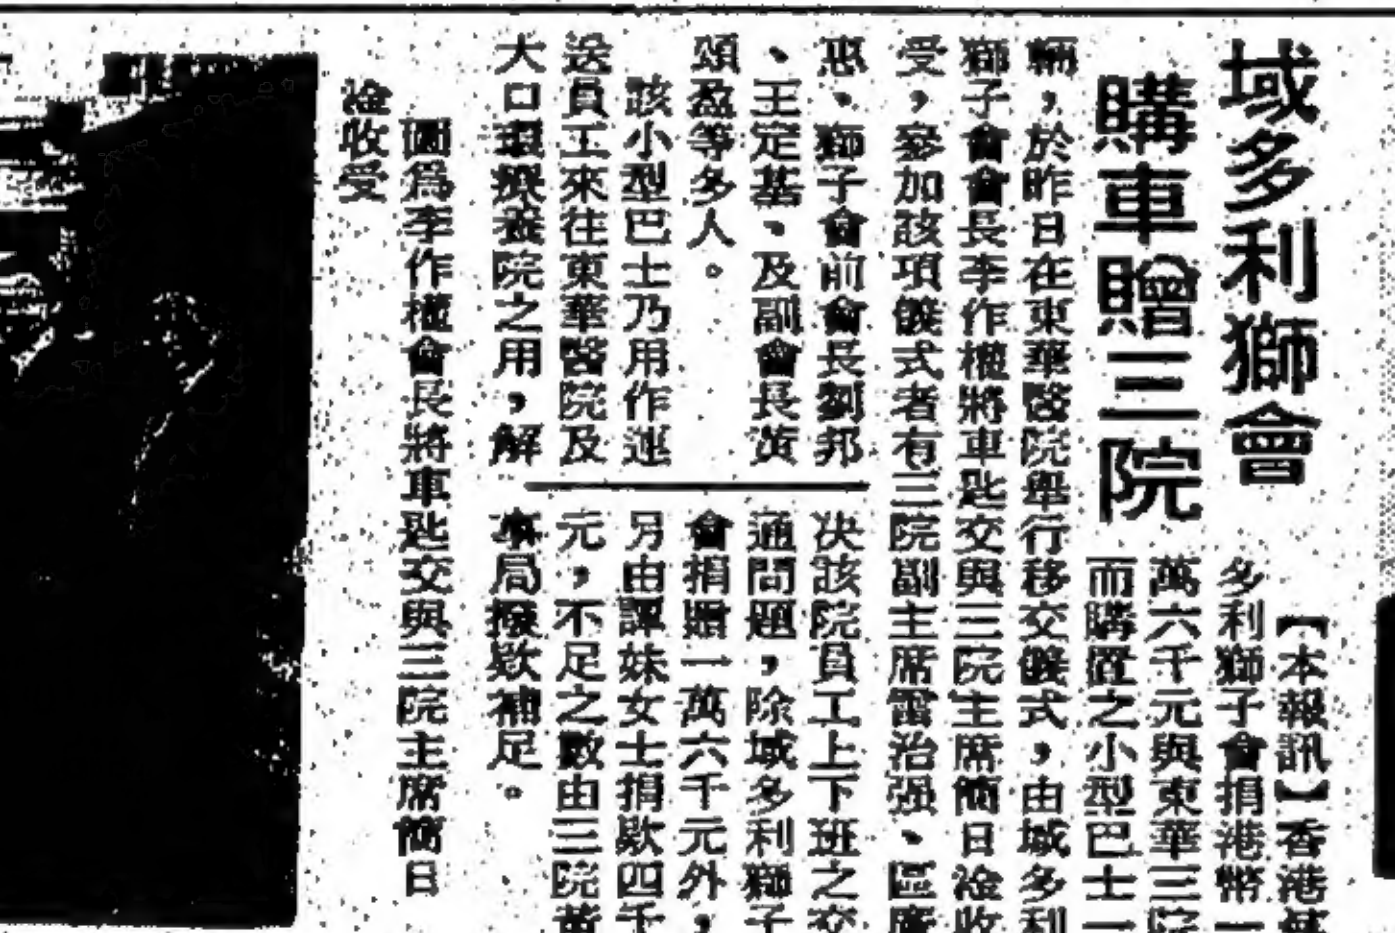 域多利獅會
購車贈三院
【本報訊】香港
多利獅子會捐港幣一
萬六千元與東華三院
而購置之小型巴士一
輛，於昨日在東華醫院舉行移交儀式，由域多利
獅子會會長李作權將車匙交與三院主席簡日淦收
受，參加該項儀式者有三院副主席雷治强、區
惠、獅子會前會長劉邦
、王定基、及副會長黃
頌盈等多人。
該小型巴士乃用作運
送員工來往東華醫院及
大口環療養院之用，解
决該院員工上下班之交
通問題，除域多利獅子
會捐贈一萬六千元外，
另由譚妹女士捐欵四千
元，不足之數由三院董
事局撥欵補足。
圖爲李作權會長將車匙交與三院主席簡日
淦收受